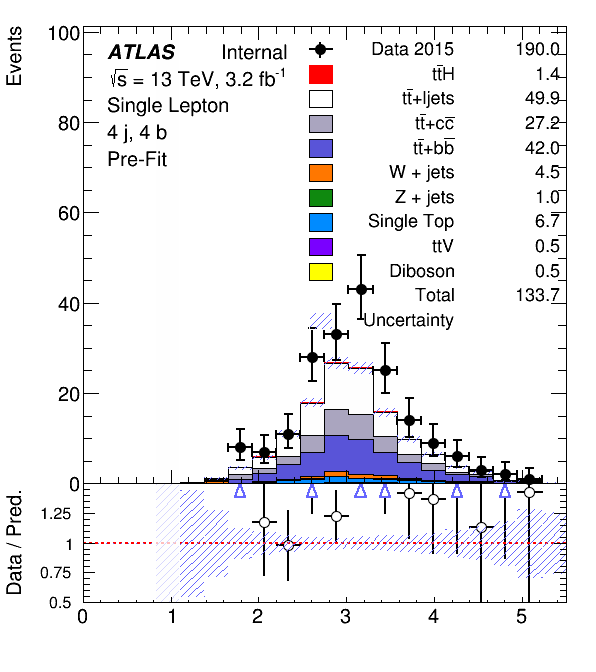 Events
100
80
60
40
20
0
ATLAS Internal
√s = 13 TeV, 3.2 fb⁻¹
Single Lepton
4 j, 4 b
Pre-Fit
Data 2015 190.0
tt̄H 1.4
tt̄+ljets 49.9
tt̄+cc̄ 27.2
tt̄+bb̄ 42.0
W + jets 4.5
Z + jets 1.0
Single Top 6.7
ttV 0.5
Diboson 0.5
Total 133.7
Uncertainty
Data / Pred.
1.25
1
0.75
0.5
0 1 2 3 4 5